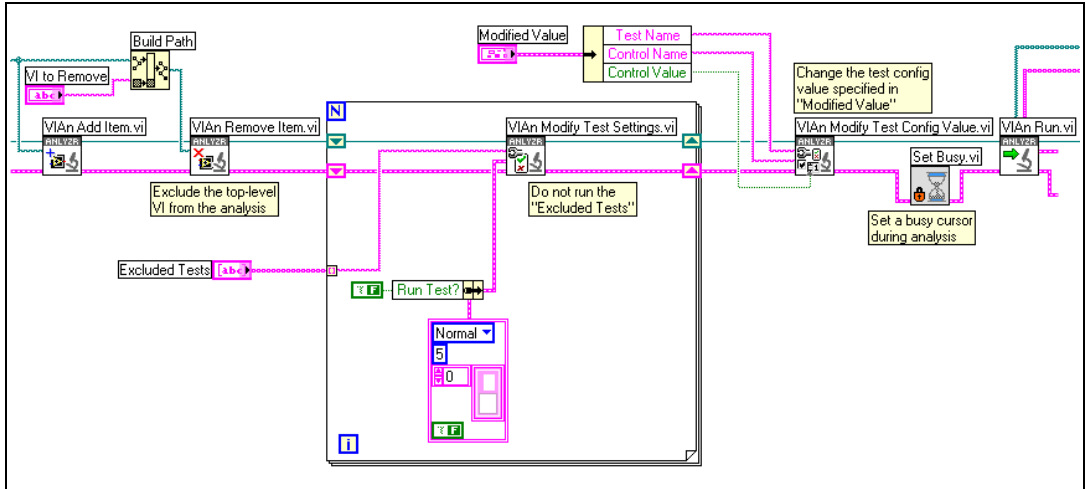 Build Path
VI to Remove
abc
VIAn Add Item.vi
ANLYZR
VIAn Remove Item.vi
ANLYZR
Exclude the top-level
VI from the analysis
Excluded Tests
[abc]
N
VIAn Modify Test Settings.vi
ANLYZR
Do not run the
"Excluded Tests"
F
Run Test?
Normal
5
0
F
i
Modified Value
Test Name
Control Name
Control Value
Change the test config
value specified in
"Modified Value"
VIAn Modify Test Config Value.vi
ANLYZR
Set Busy.vi
Set a busy cursor
during analysis
VIAn Run.vi
ANLYZR